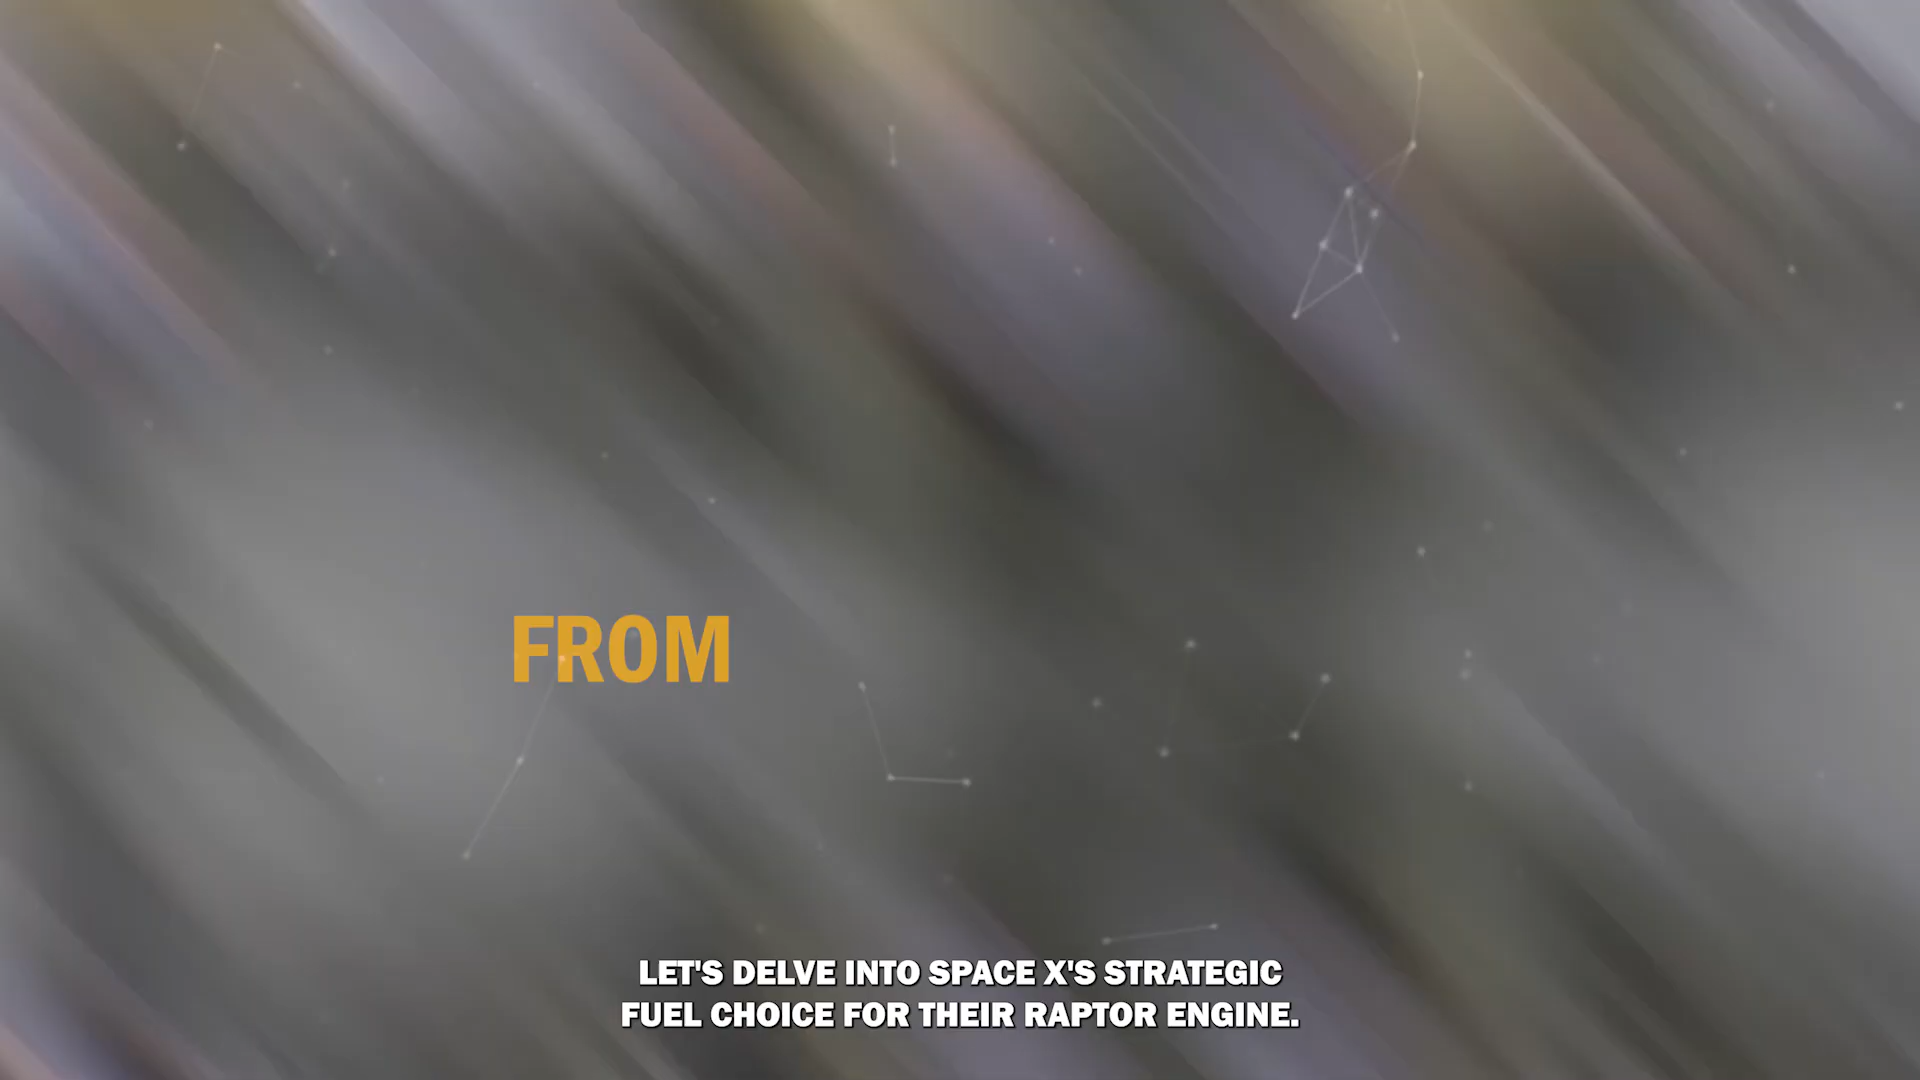 FROM
LET'S DELVE INTO SPACE X'S STRATEGIC
FUEL CHOICE FOR THEIR RAPTOR ENGINE.